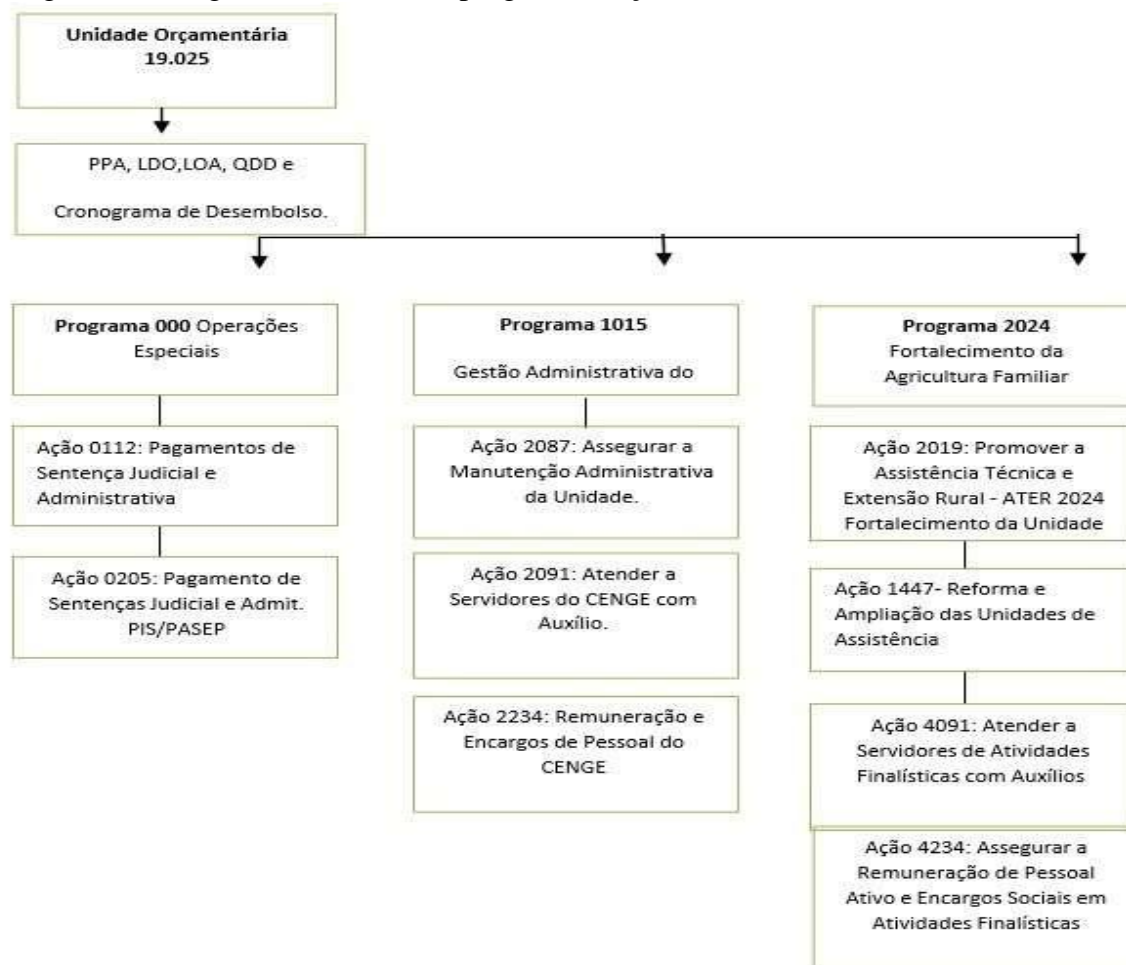 Unidade Orçamentária
19.025
PPA, LDO,LOA, QDD e
Cronograma de Desembolso.
Programa 000 Operações
Especiais
Ação 0112: Pagamentos de
Sentença Judicial e
Administrativa
Ação 0205: Pagamento de
Sentenças Judicial e Admit.
PIS/PASEP
Programa 1015
Gestão Administrativa do
Ação 2087: Assegurar a
Manutenção Administrativa
da Unidade.
Ação 2091: Atender a
Servidores do CENGE com
Auxílio.
Ação 2234: Remuneração e
Encargos de Pessoal do
CENGE
Programa 2024
Fortalecimento da
Agricultura Familiar
Ação 2019: Promover a
Assistência Técnica e
Extensão Rural - ATER 2024
Fortalecimento da Unidade
Ação 1447- Reforma e
Ampliação das Unidades de
Assistência
Ação 4091: Atender a
Servidores de Atividades
Finalísticas com Auxílios
Ação 4234: Assegurar a
Remuneração de Pessoal
Ativo e Encargos Sociais em
Atividades Finalísticas